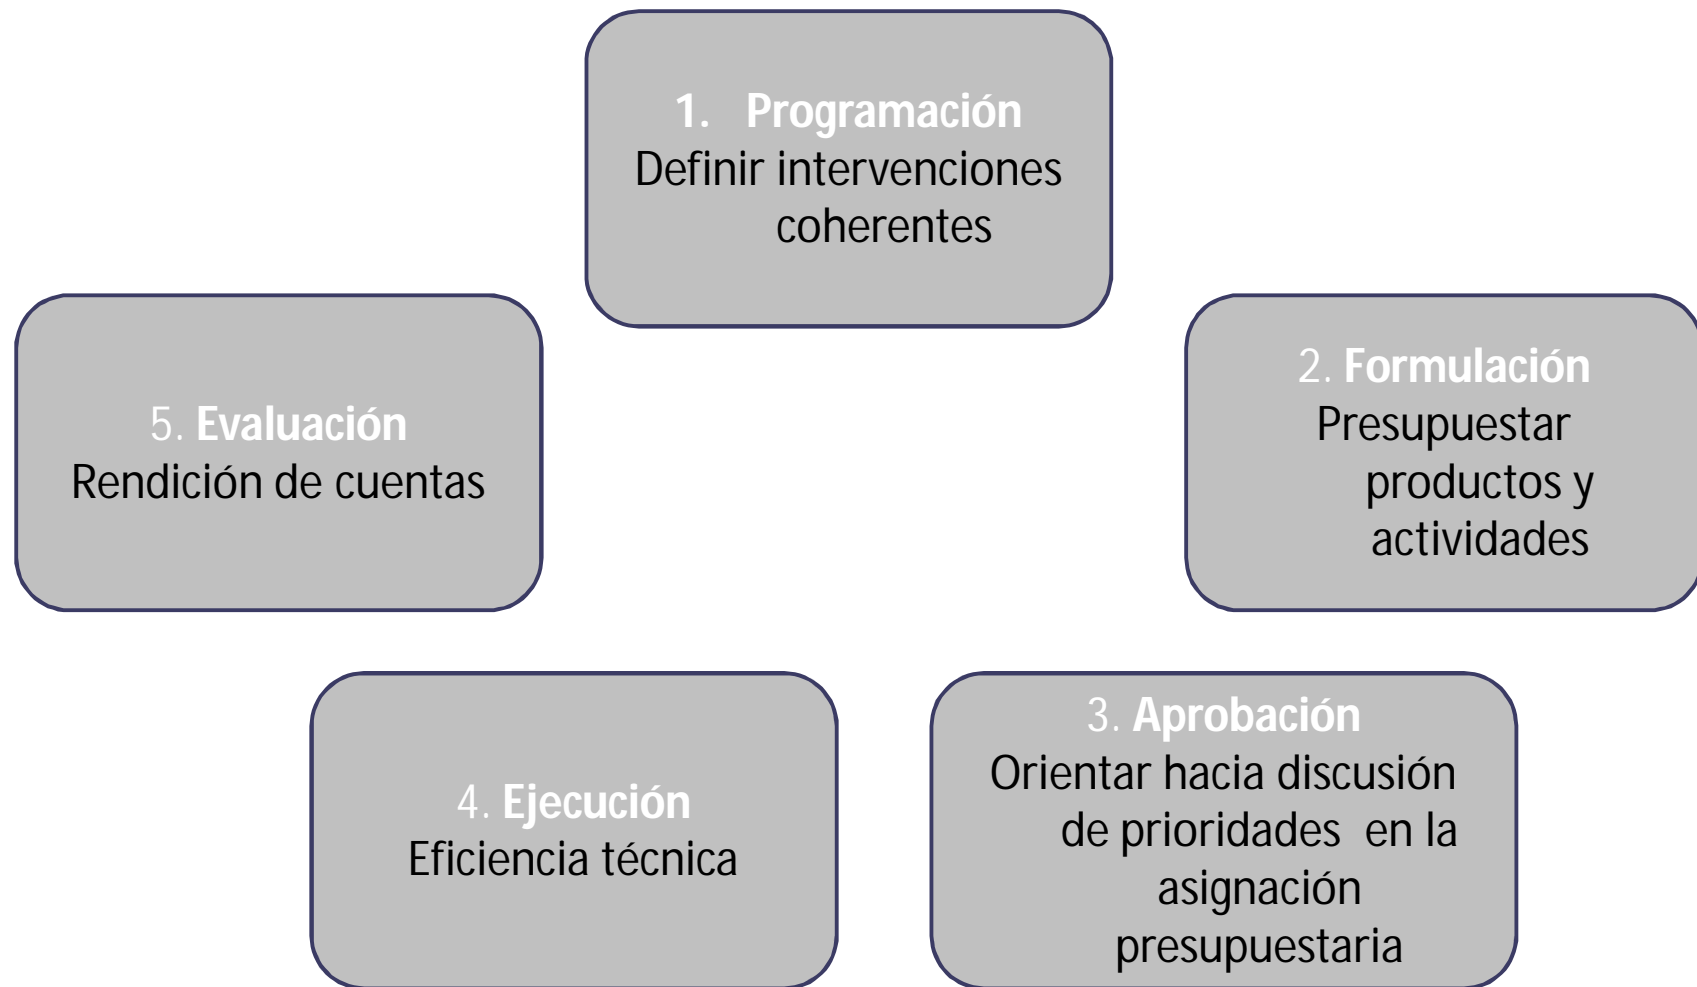 1. Programación
Definir intervenciones
coherentes
2. Formulación
Presupuestar
productos y
actividades
3. Aprobación
Orientar hacia discusión
de prioridades en la
asignación
presupuestaria
4. Ejecución
Eficiencia técnica
5. Evaluación
Rendición de cuentas